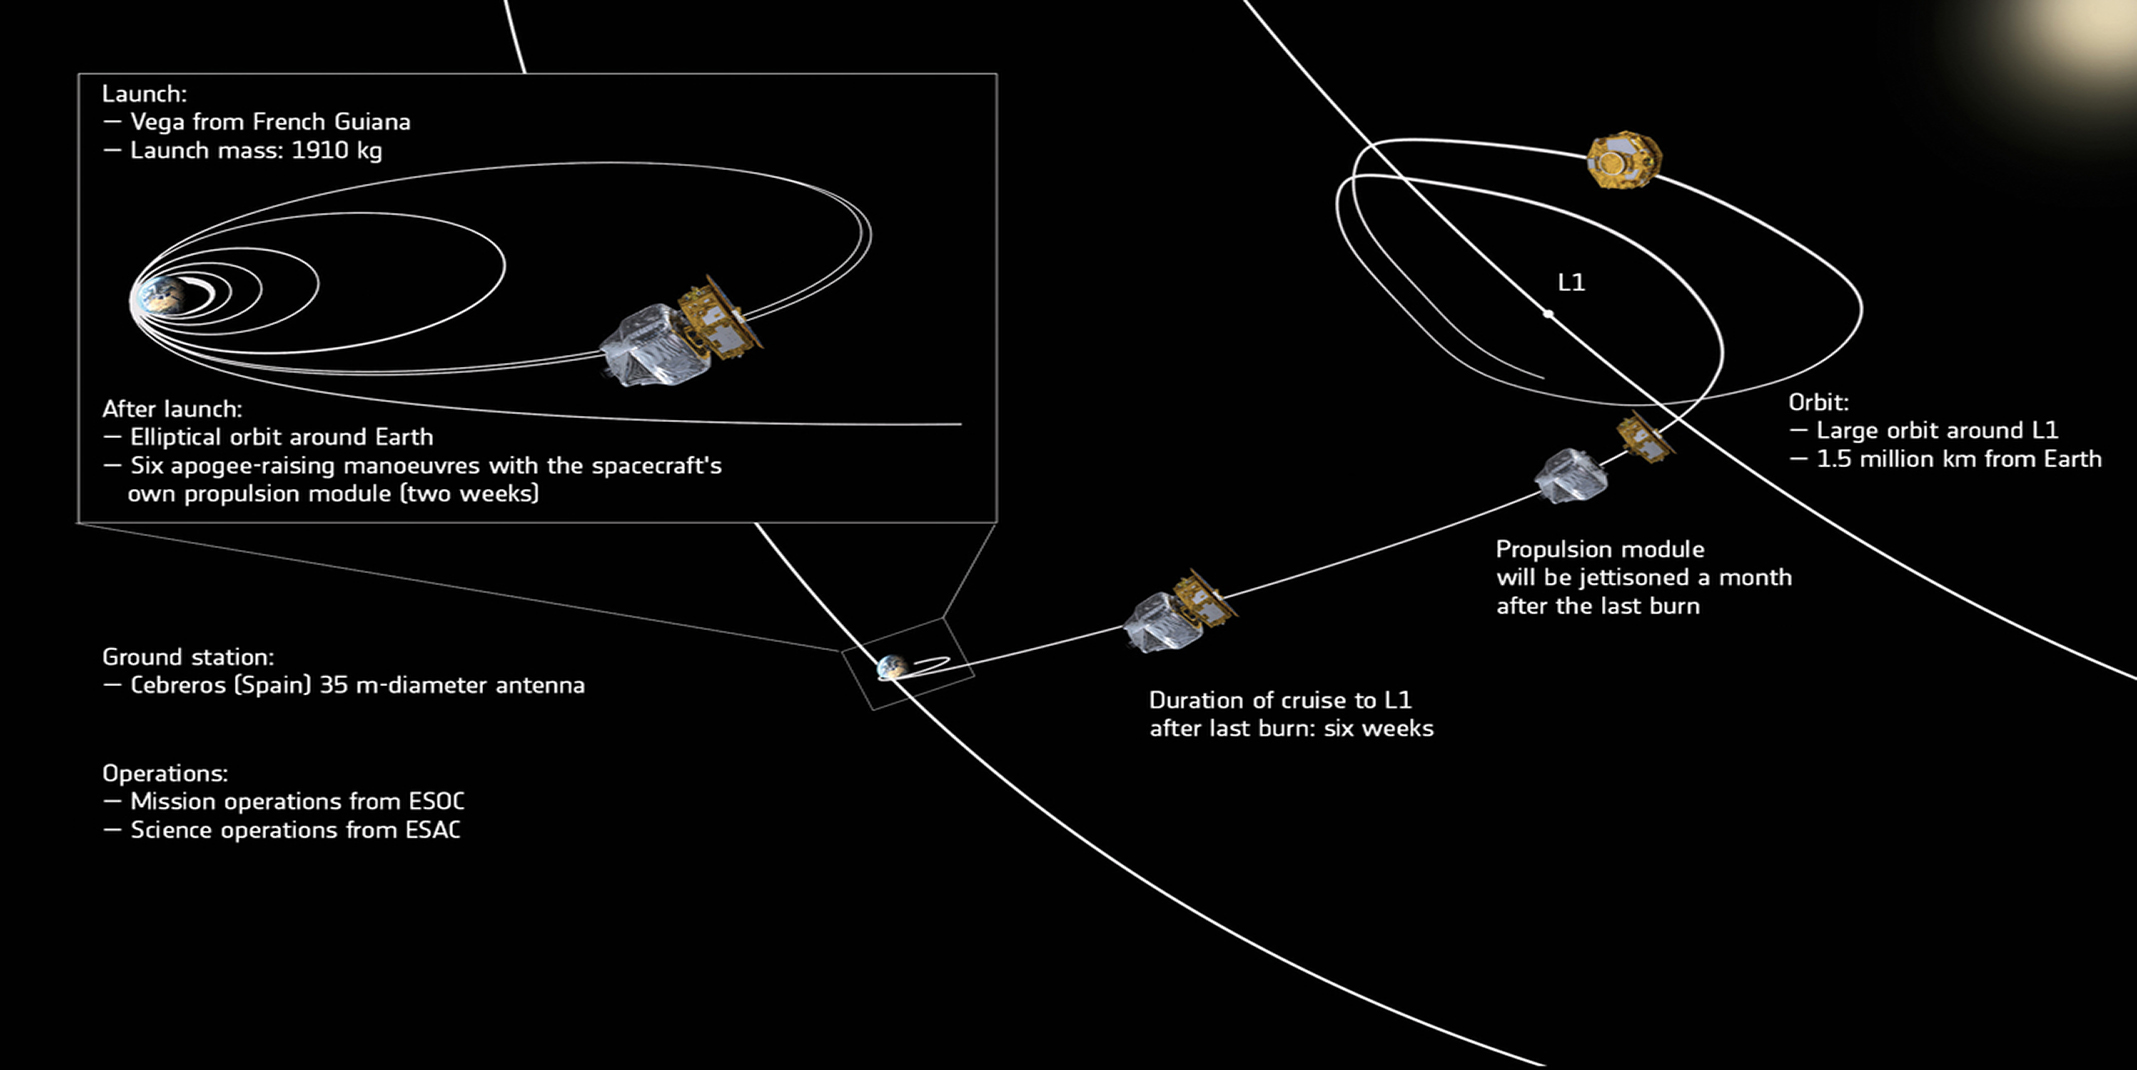 Launch:
— Vega from French Guiana
— Launch mass: 1910 kg
After launch:
— Elliptical orbit around Earth
— Six apogee-raising manoeuvres with the spacecraft's
own propulsion module (two weeks)
L1
Orbit:
— Large orbit around L1
— 1.5 million km from Earth
Propulsion module
will be jettisoned a month
after the last burn
Duration of cruise to L1
after last burn: six weeks
Ground station:
— Cebreros (Spain) 35 m-diameter antenna
Operations:
— Mission operations from ESOC
— Science operations from ESAC